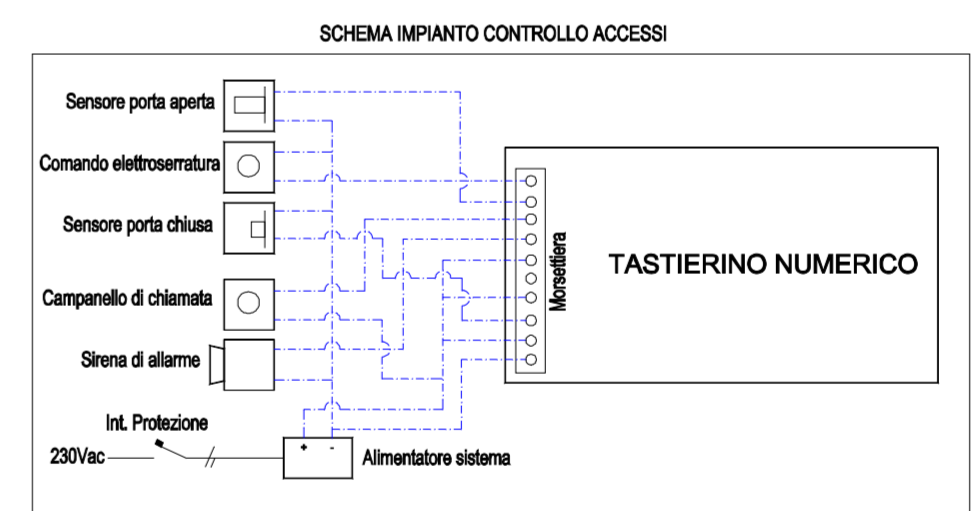 SCHEMA IMPIANTO CONTROLLO ACCESSI
Sensore porta aperta
Comando elettroserratura
Sensore porta chiusa
Campanello di chiamata
Sirena di allarme
Int. Protezione
230Vac
+ -
Alimentatore sistema
Morsettiera
TASTIERINO NUMERICO